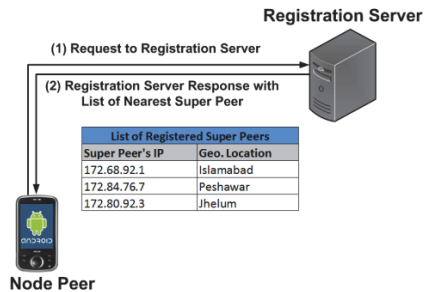 Registration Server
(1) Request to Registration Server
(2) Registration Server Response with
List of Nearest Super Peer
List of Registered Super Peers
Super Peer's IP Geo. Location
172.68.92.1 Islamabad
172.84.76.7 Peshawar
172.80.92.3 Jhelum
ANDROID
Node Peer